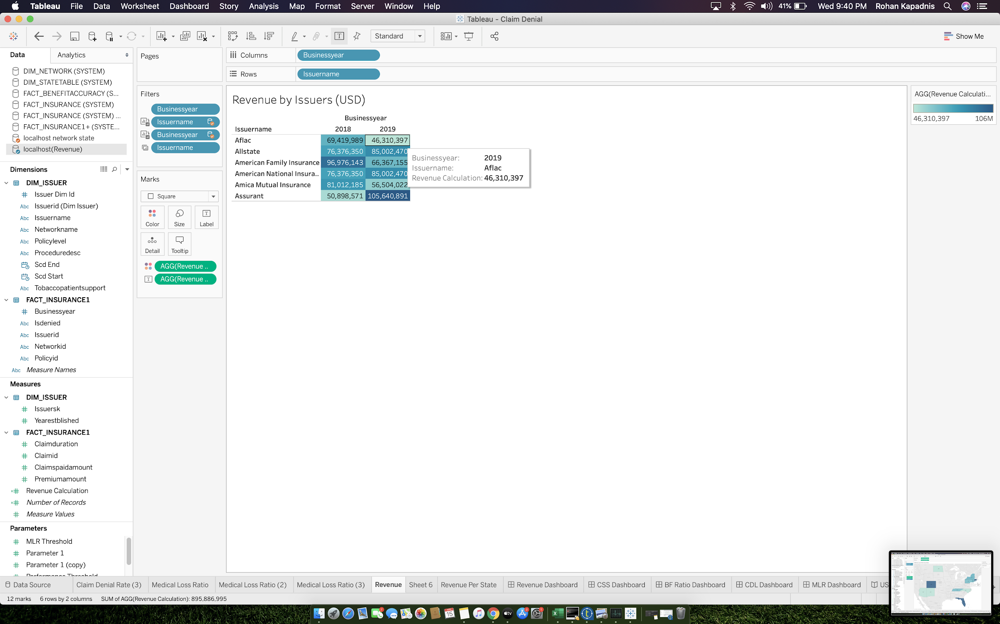 Tableau File Data Worksheet Dashboard Story Analysis Map Format Server Window Help 41% Wed 9:40 PM Rohan Kapadnis
Tableau - Claim Denial
Standard
Show Me
Data
Analytics
DIM_NETWORK (SYSTEM)
DIM_STATETABLE (SYSTEM)
FACT_BENEFITACCURACY (S...
FACT_INSURANCE (SYSTEM)
FACT_INSURANCE (SYSTEM) ...
FACT_INSURANCE1+ (SYSTE...
localhost network state
localhost(Revenue)
Dimensions
DIM_ISSUER
# Issuer Dim Id
Abc Issuerid (Dim Issuer)
Abc Issuername
Abc Networkname
Abc Policylevel
Abc Proceduredesc
Scd End
Scd Start
Abc Tobaccopatientsupport
FACT_INSURANCE1
# Businessyear
Abc Isdenied
Abc Issuerid
Abc Networkid
Abc Policyid
Abc Measure Names
Measures
DIM_ISSUER
# Issuersk
# Yearestblished
FACT_INSURANCE1
# Claimduration
# Claimid
# Claimspaidamount
# Premiumamount
=# Revenue Calculation
=# Number of Records
# Measure Values
Parameters
# MLR Threshold
# Parameter 1
# Parameter 1 (copy)
Pages
Filters
Businessyear
Issuername
Businessyear
Issuername
Marks
Square
Color
Size
T
Label
Detail
Tooltip
AGG(Revenue ..
T AGG(Revenue ..
Columns Businessyear
Rows Issuername
Revenue by Issuers (USD)
Businessyear
Issuername 2018 2019
Aflac 69,419,989 46,310,397
Allstate 76,376,350 85,002,470
American Family Insurance 96,976,143 66,367,155
American National Insura.. 76,376,350 85,002,470
Amica Mutual Insurance 81,012,185 56,504,022
Assurant 50,898,571 105,640,891
Businessyear: 2019
Issuername: Aflac
Revenue Calculation: 46,310,397
AGG(Revenue Calculati...
46,310,397 106M
Data Source Claim Denial Rate (3) Medical Loss Ratio Medical Loss Ratio (2) Medical Loss Ratio (3) Revenue Sheet 6 Revenue Per State Revenue Dashboard CSS Dashboard BF Ratio Dashboard CDL Dashboard MLR Dashboard US
12 marks 6 rows by 2 columns SUM of AGG(Revenue Calculation): 895,886,995